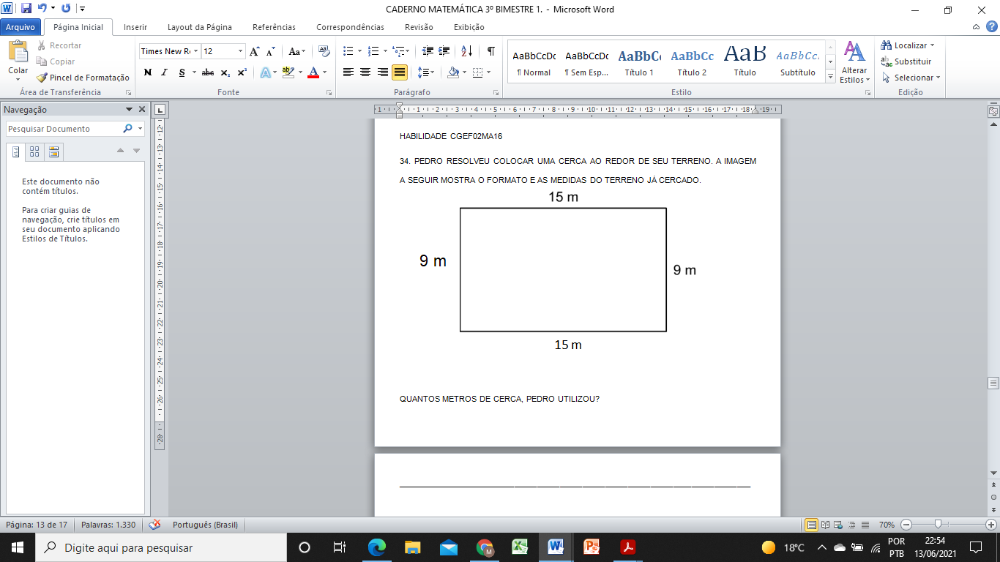 CADERNO MATEMÁTICA 3º BIMESTRE 1. - Microsoft Word
Arquivo Página Inicial Inserir Layout da Página Referências Correspondências Revisão Exibição
Colar
Recortar
Copiar
Pincel de Formatação
Área de Transferência
Times New R 12
N I S abc x₂ x²
Fonte
Parágrafo
AaBbCcDc AaBbCcDc AaBbC AaBbCc AaB AaBbCc.
¶ Normal ¶ Sem Esp... Título 1 Título 2 Título Subtítulo
Alterar Estilos
Estilo
Localizar
Substituir
Selecionar
Edição
Navegação
Pesquisar Documento
Este documento não
contém títulos.
Para criar guias de
navegação, crie títulos em
seu documento aplicando
Estilos de Títulos.
HABILIDADE CGEF02MA16
34. PEDRO RESOLVEU COLOCAR UMA CERCA AO REDOR DE SEU TERRENO. A IMAGEM
A SEGUIR MOSTRA O FORMATO E AS MEDIDAS DO TERRENO JÁ CERCADO.
15 m
9 m
9 m
15 m
QUANTOS METROS DE CERCA, PEDRO UTILIZOU?
Página: 13 de 17 Palavras: 1.330 Português (Brasil) 70%
Digite aqui para pesquisar
18°C
POR
PTB
22:54
13/06/2021